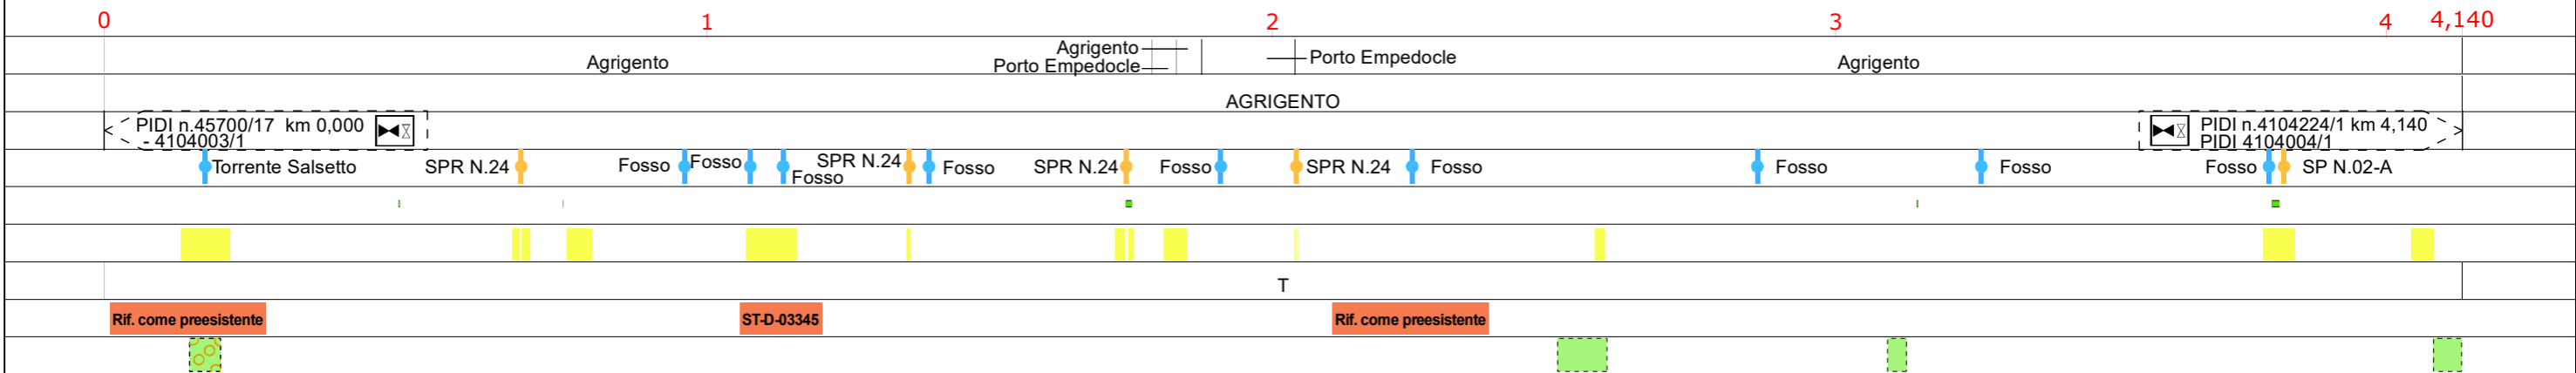 0 1 2 3 4 4,140
Agrigento
Agrigento
Porto Empedocle
Porto Empedocle
Agrigento
AGRIGENTO
PIDI n.45700/17 km 0,000
- 4104003/1
PIDI n.4104224/1 km 4,140
PIDI 4104004/1
Torrente Salsetto
SPR N.24
Fosso
Fosso
Fosso
SPR N.24
Fosso
SPR N.24
Fosso
SPR N.24
Fosso
Fosso
Fosso
Fosso
SP N.02-A
T
Rif. come preesistente
ST-D-03345
Rif. come preesistente